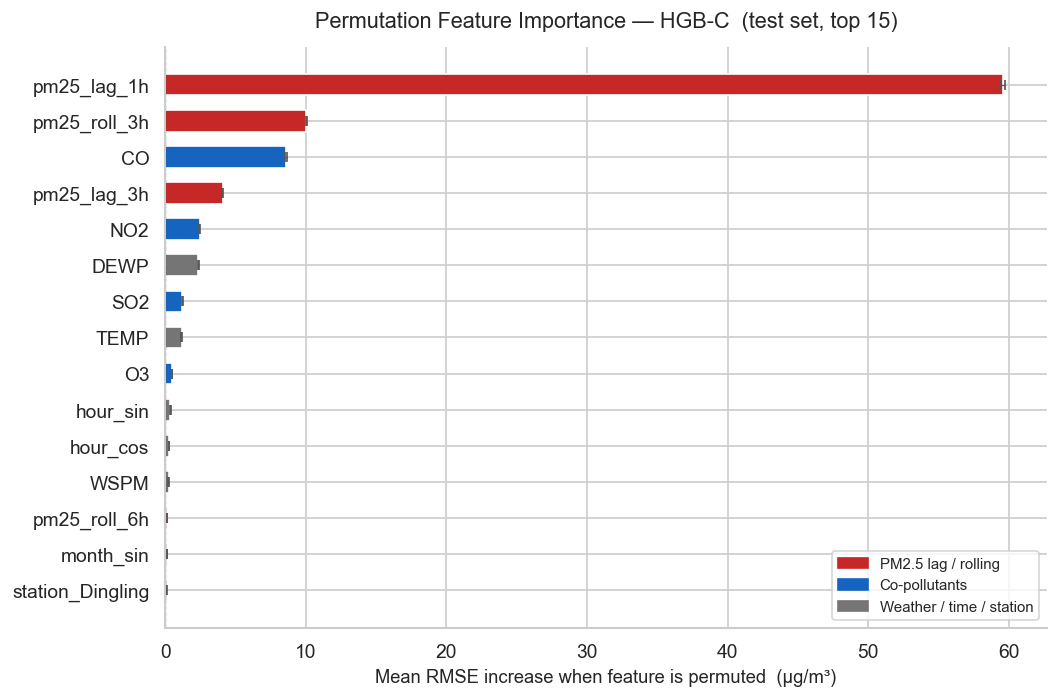 Permutation Feature Importance — HGB-C  (test set, top 15)
pm25_lag_1h
pm25_roll_3h
CO
pm25_lag_3h
NO2
DEWP
SO2
TEMP
O3
hour_sin
hour_cos
WSPM
pm25_roll_6h
month_sin
station_Dingling
PM2.5 lag / rolling
Co-pollutants
Weather / time / station
0 10 20 30 40 50 60
Mean RMSE increase when feature is permuted  (µg/m³)